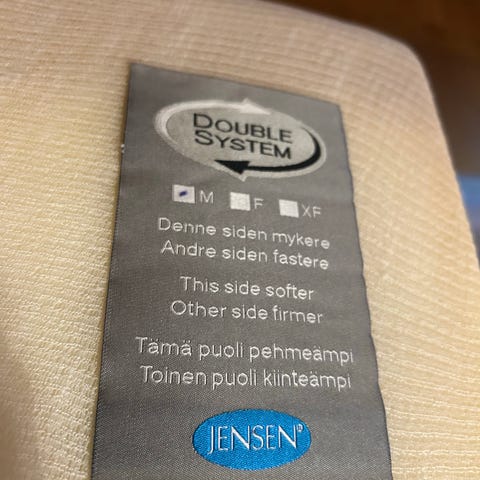 DOUBLE
SYSTEM
M F XF
Denne siden mykere
Andre siden fastere
This side softer
Other side firmer
Tämä puoli pehmeämpi
Toinen puoli kiinteämpi
JENSEN®